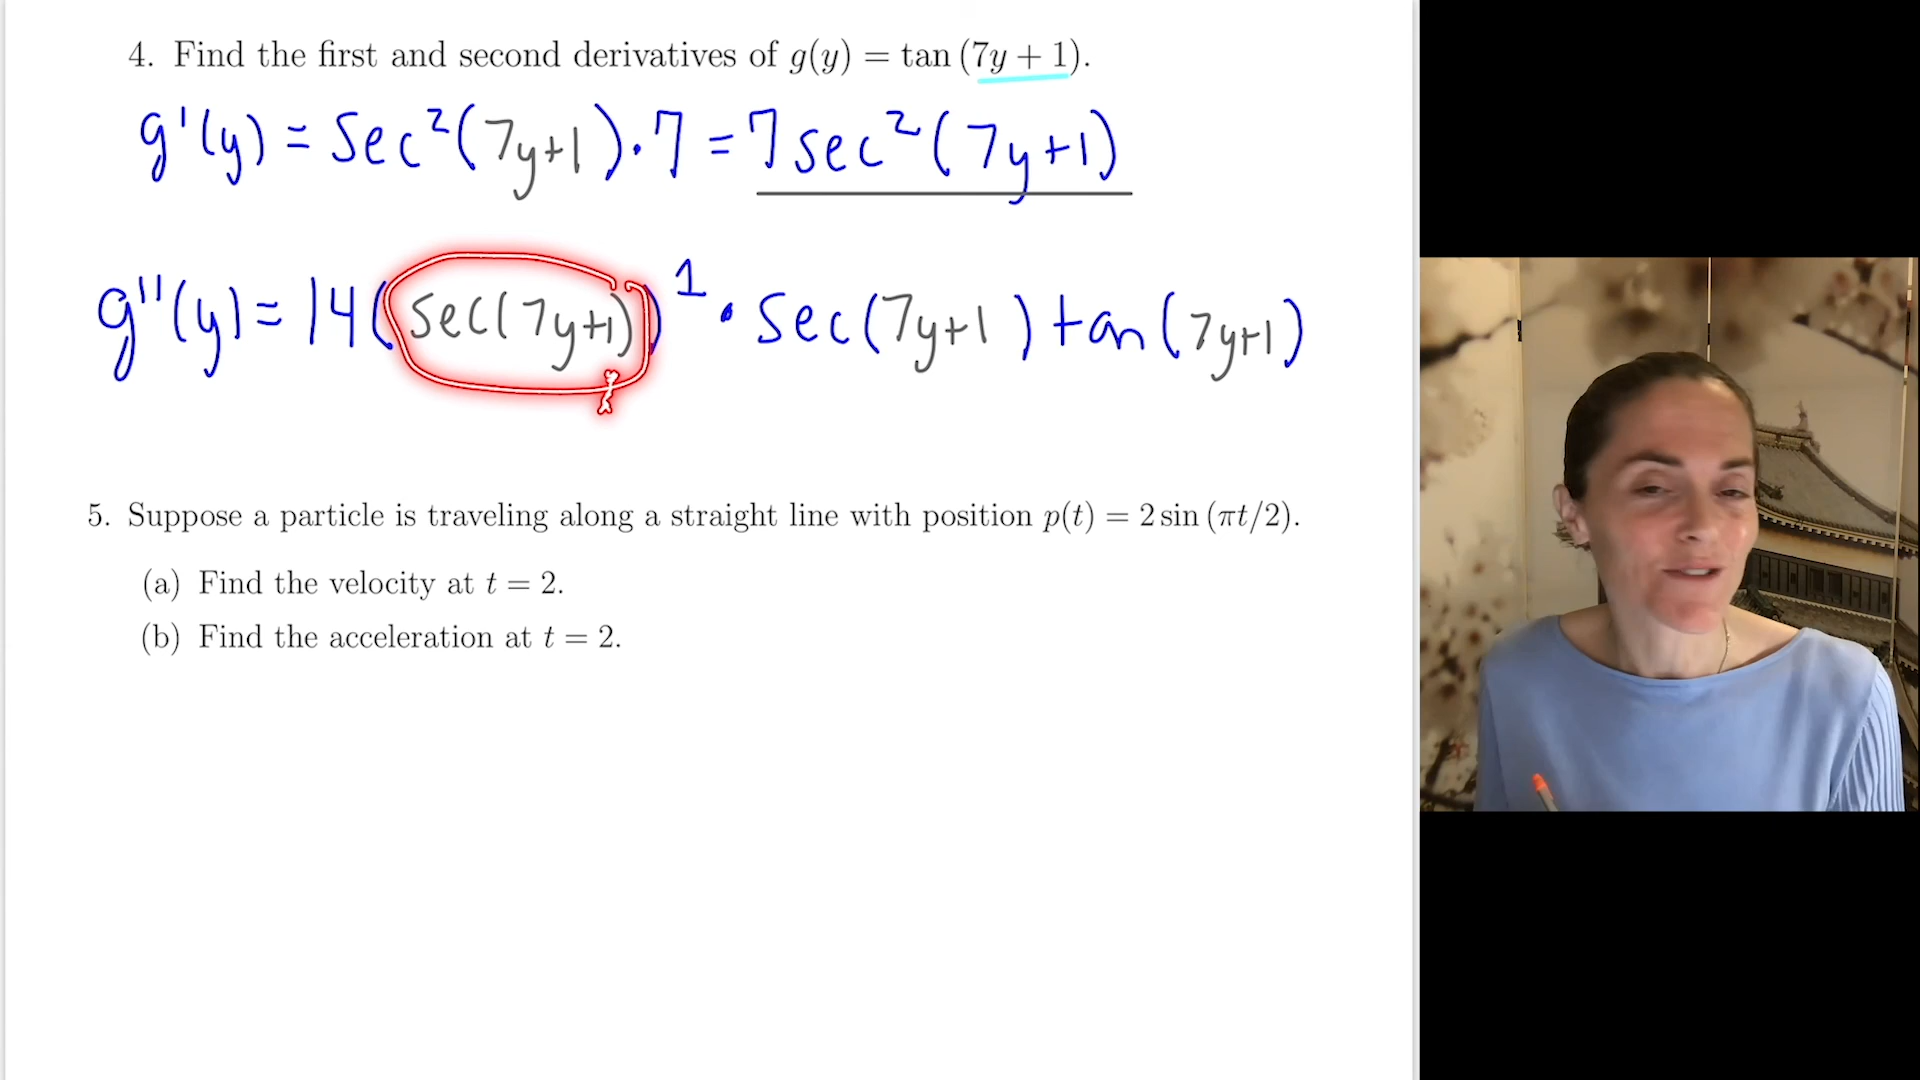 4. Find the first and second derivatives of g(y) = tan (7y + 1).
g'(y) = sec²(7y+1)·7 = 7sec²(7y+1)
g''(y) = 14(sec(7y+1))¹ · sec(7y+1) tan(7y+1)
5. Suppose a particle is traveling along a straight line with position p(t) = 2 sin (πt/2).
(a) Find the velocity at t = 2.
(b) Find the acceleration at t = 2.